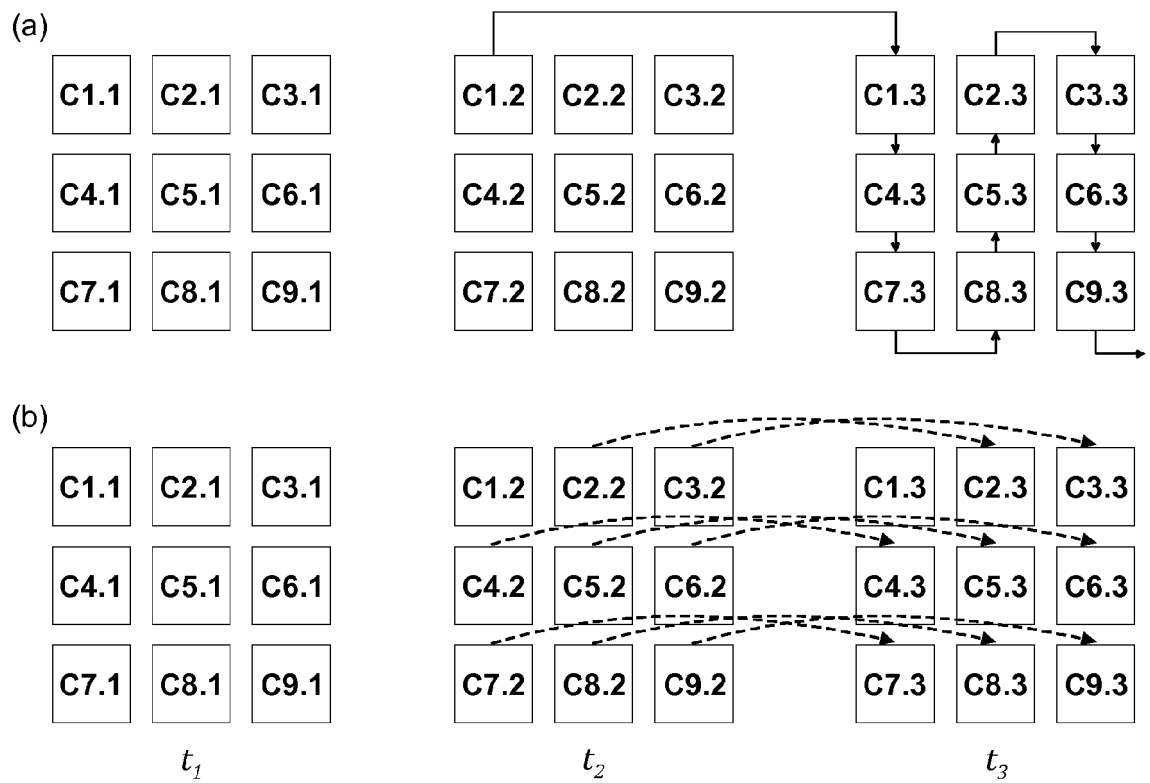 (a)
C1.1 C2.1 C3.1 C1.2 C2.2 C3.2 C1.3 C2.3 C3.3
C4.1 C5.1 C6.1 C4.2 C5.2 C6.2 C4.3 C5.3 C6.3
C7.1 C8.1 C9.1 C7.2 C8.2 C9.2 C7.3 C8.3 C9.3
(b)
C1.1 C2.1 C3.1 C1.2 C2.2 C3.2 C1.3 C2.3 C3.3
C4.1 C5.1 C6.1 C4.2 C5.2 C6.2 C4.3 C5.3 C6.3
C7.1 C8.1 C9.1 C7.2 C8.2 C9.2 C7.3 C8.3 C9.3
t₁ t₂ t₃